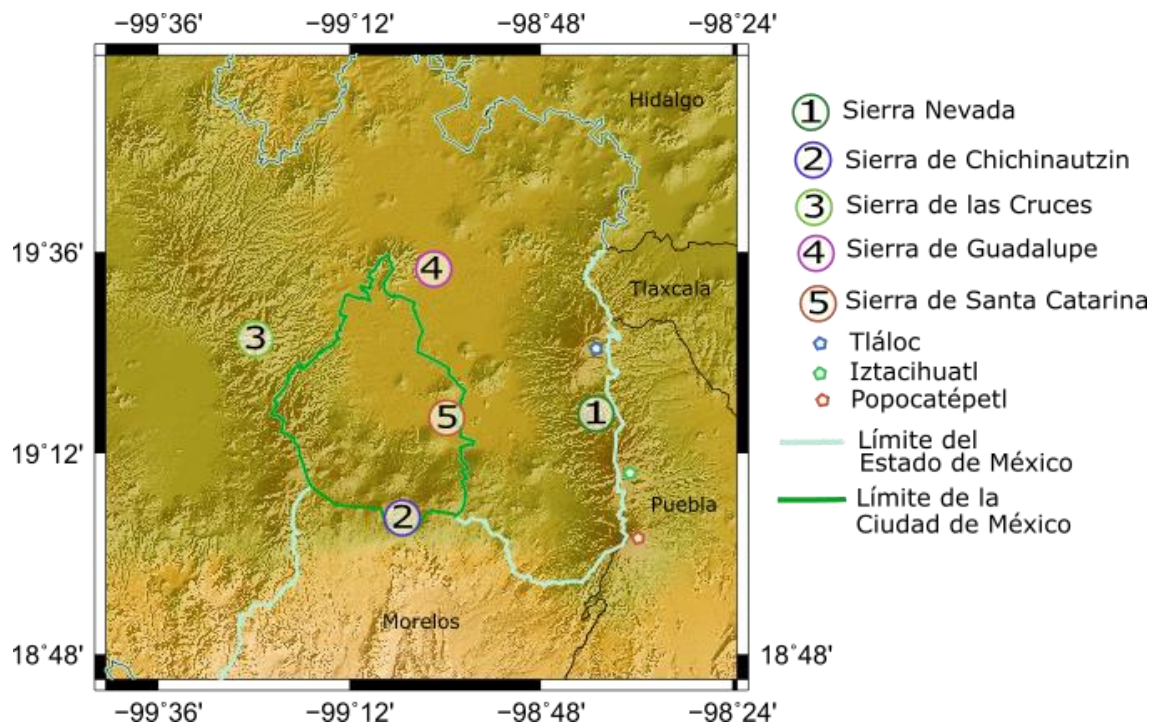 −99˚36' −99˚12' −98˚48' −98˚24'
Hidalgo
19˚36'
Tlaxcala
4
3
5
1
19˚12'
Puebla
2
Morelos
18˚48' 18˚48'
−99˚36' −99˚12' −98˚48' −98˚24'
1 Sierra Nevada
2 Sierra de Chichinautzin
3 Sierra de las Cruces
4 Sierra de Guadalupe
5 Sierra de Santa Catarina
Tláloc
Iztacihuatl
Popocatépetl
Límite del
Estado de México
Límite de la
Ciudad de México